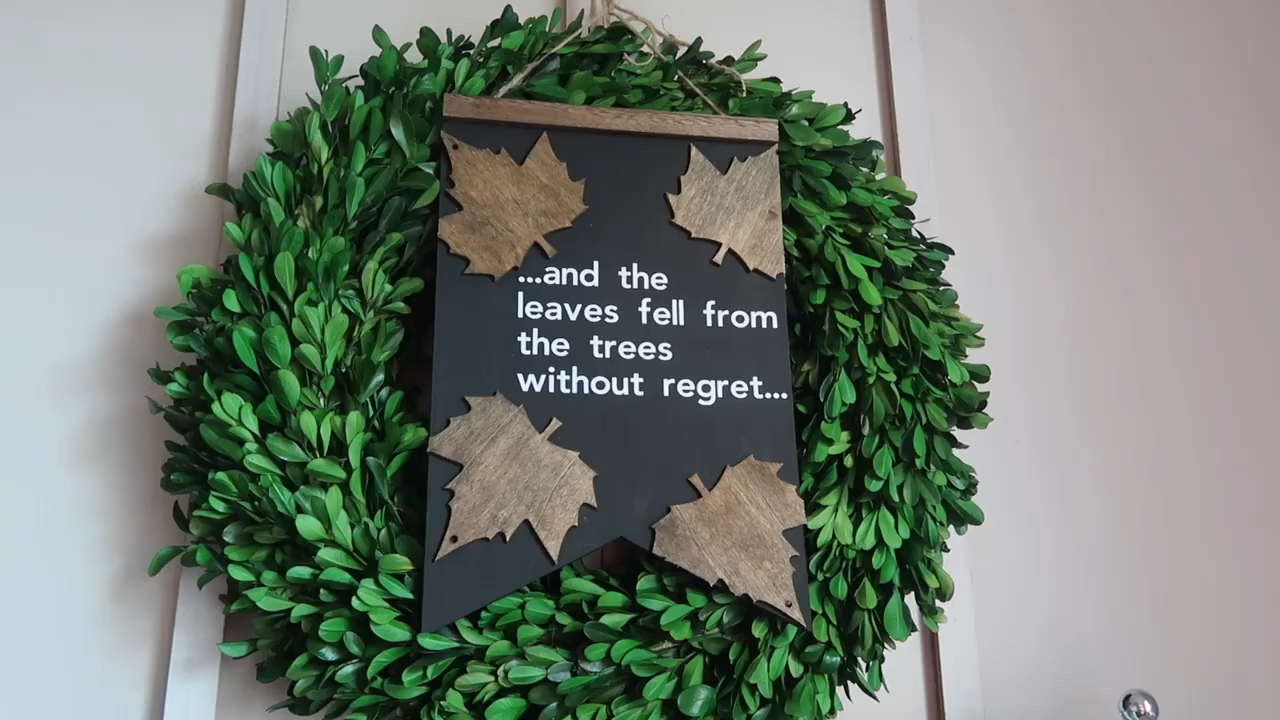 ...and the
leaves fell from
the trees
without regret...